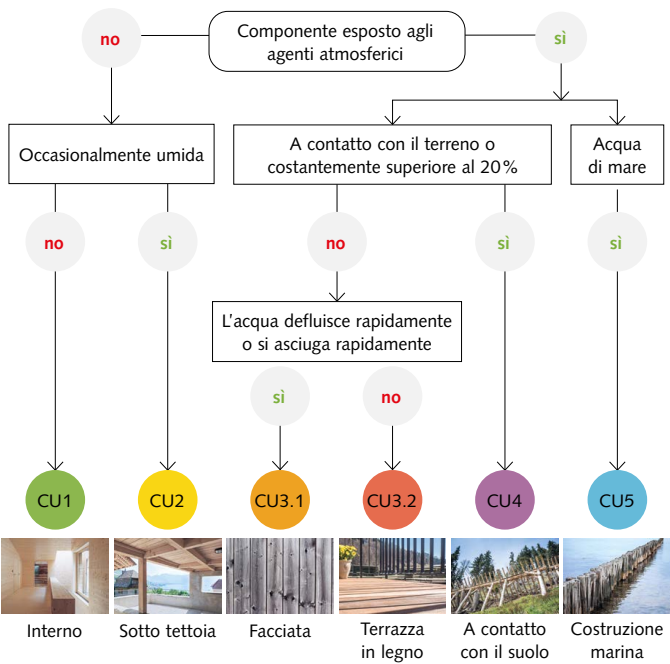 no
Componente esposto agli
agenti atmosferici
sì
Occasionalmente umida
A contatto con il terreno o
costantemente superiore al 20%
Acqua
di mare
no
sì
no
sì
sì
L'acqua defluisce rapidamente
o si asciuga rapidamente
sì
no
CU1
CU2
CU3.1
CU3.2
CU4
CU5
Interno
Sotto tettoia
Facciata
Terrazza
in legno
A contatto
con il suolo
Costruzione
marina